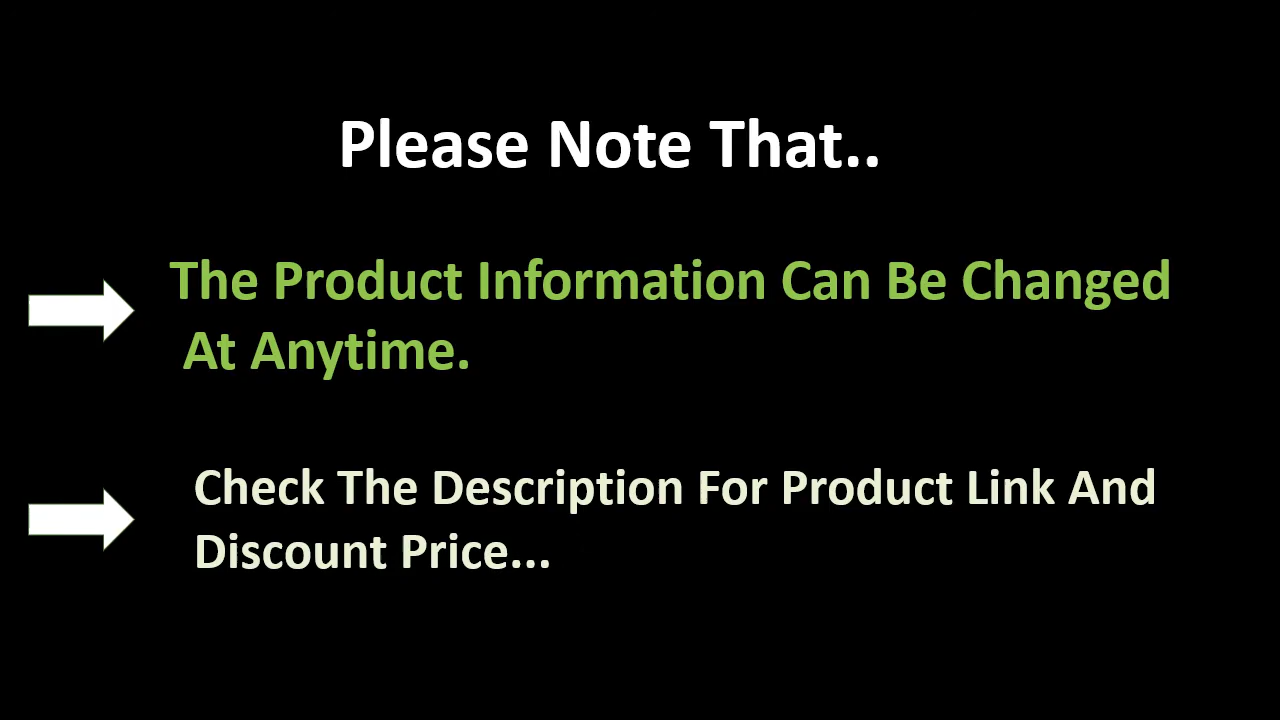 Please Note That..
The Product Information Can Be Changed
At Anytime.
Check The Description For Product Link And
Discount Price...